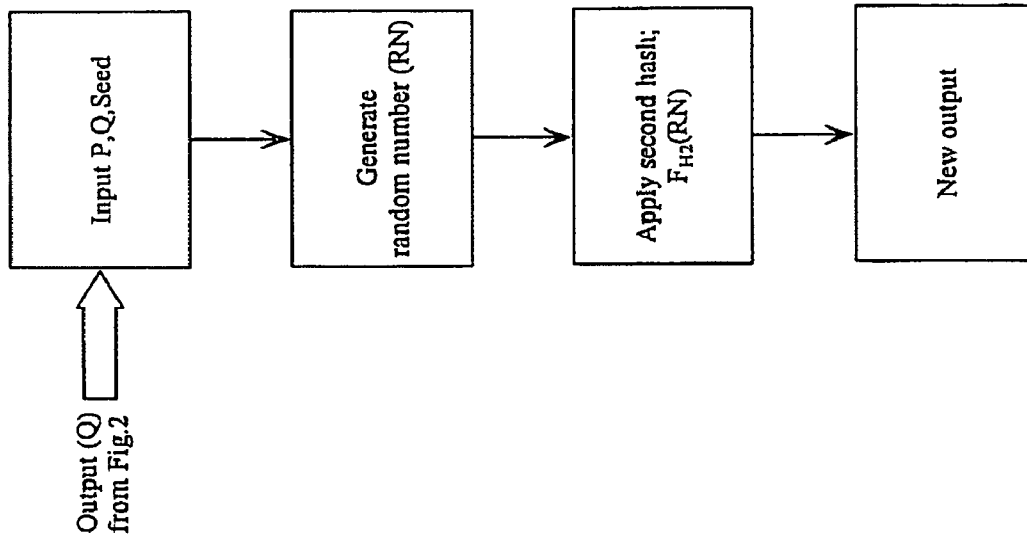 Output (Q)
from Fig.2
Input P,Q,Seed
Generate
random number (RN)
Apply second hash;
F_H2(RN)
New output